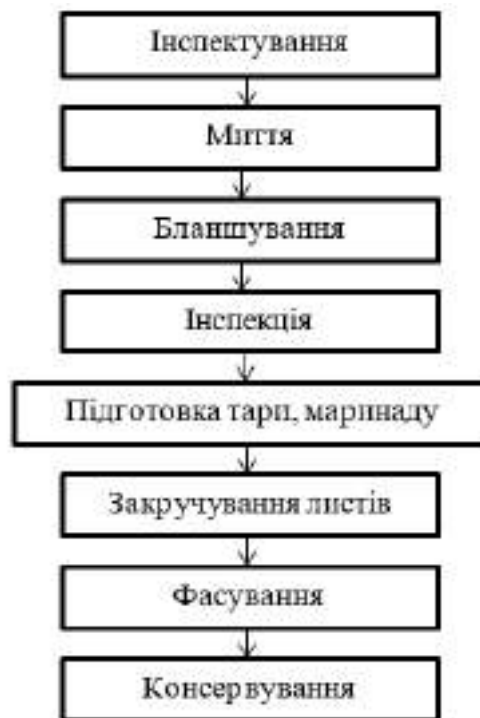 Інспектування
Миття
Бланшування
Інспекція
Підготовка тари, маринаду
Закручування листів
Фасування
Консервування